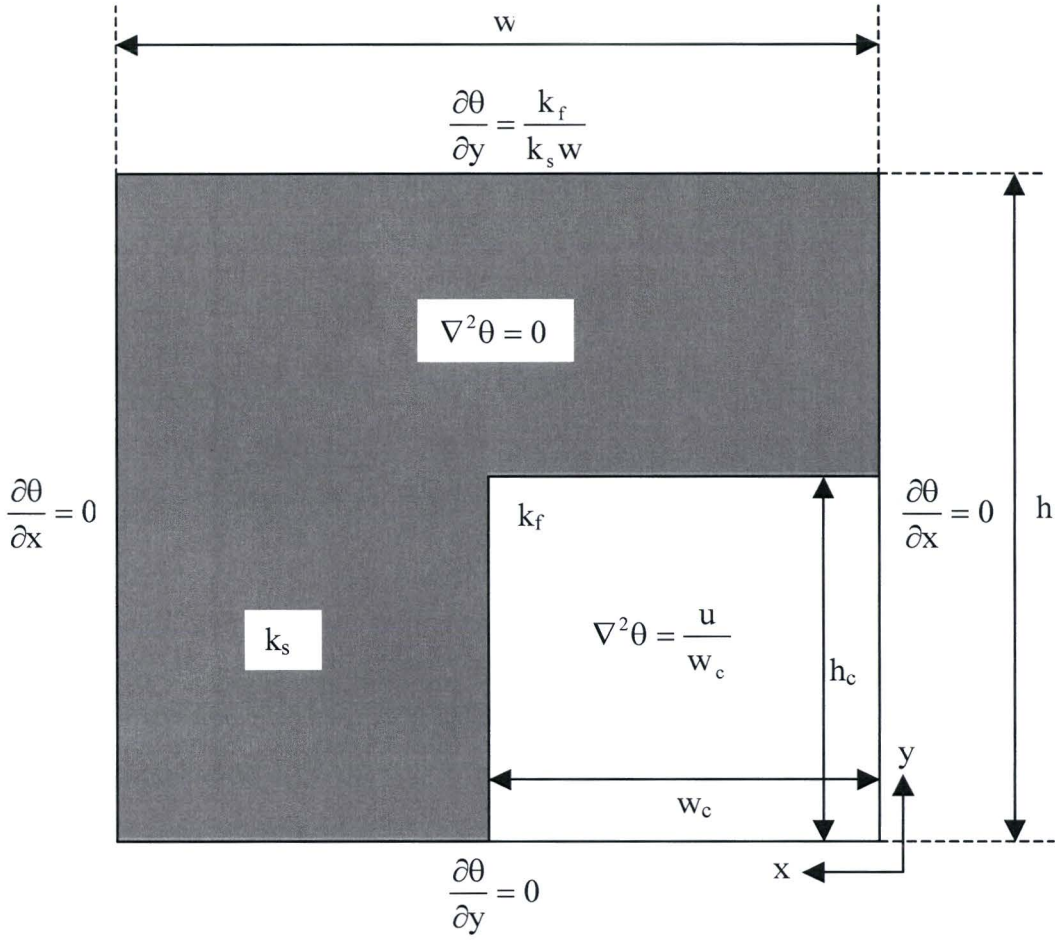 w
∂θ/∂y = k_f/(k_s w)
∇²θ = 0
∂θ/∂x = 0
k_f
∂θ/∂x = 0
h
k_s
∇²θ = u/w_c
h_c
w_c
y
x
∂θ/∂y = 0